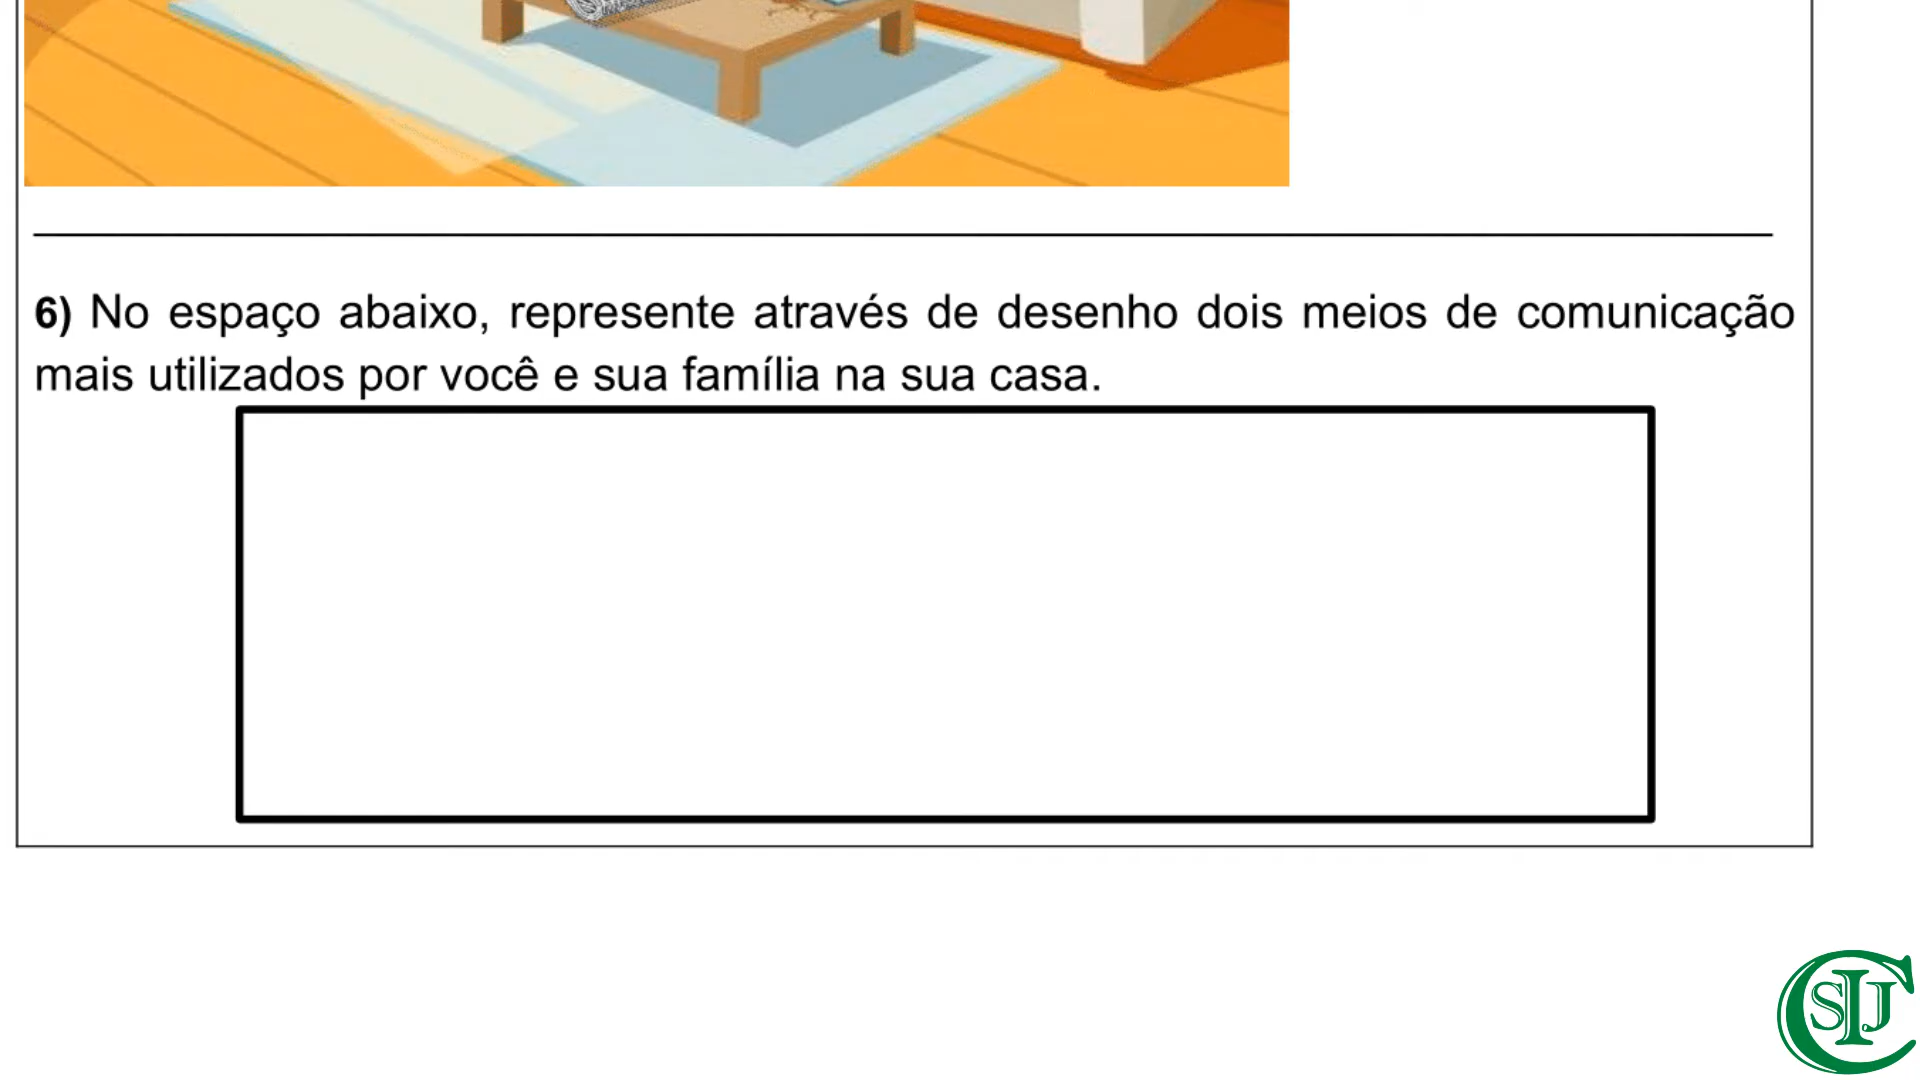 6) No espaço abaixo, represente através de desenho dois meios de comunicação
mais utilizados por você e sua família na sua casa.
CSIJ